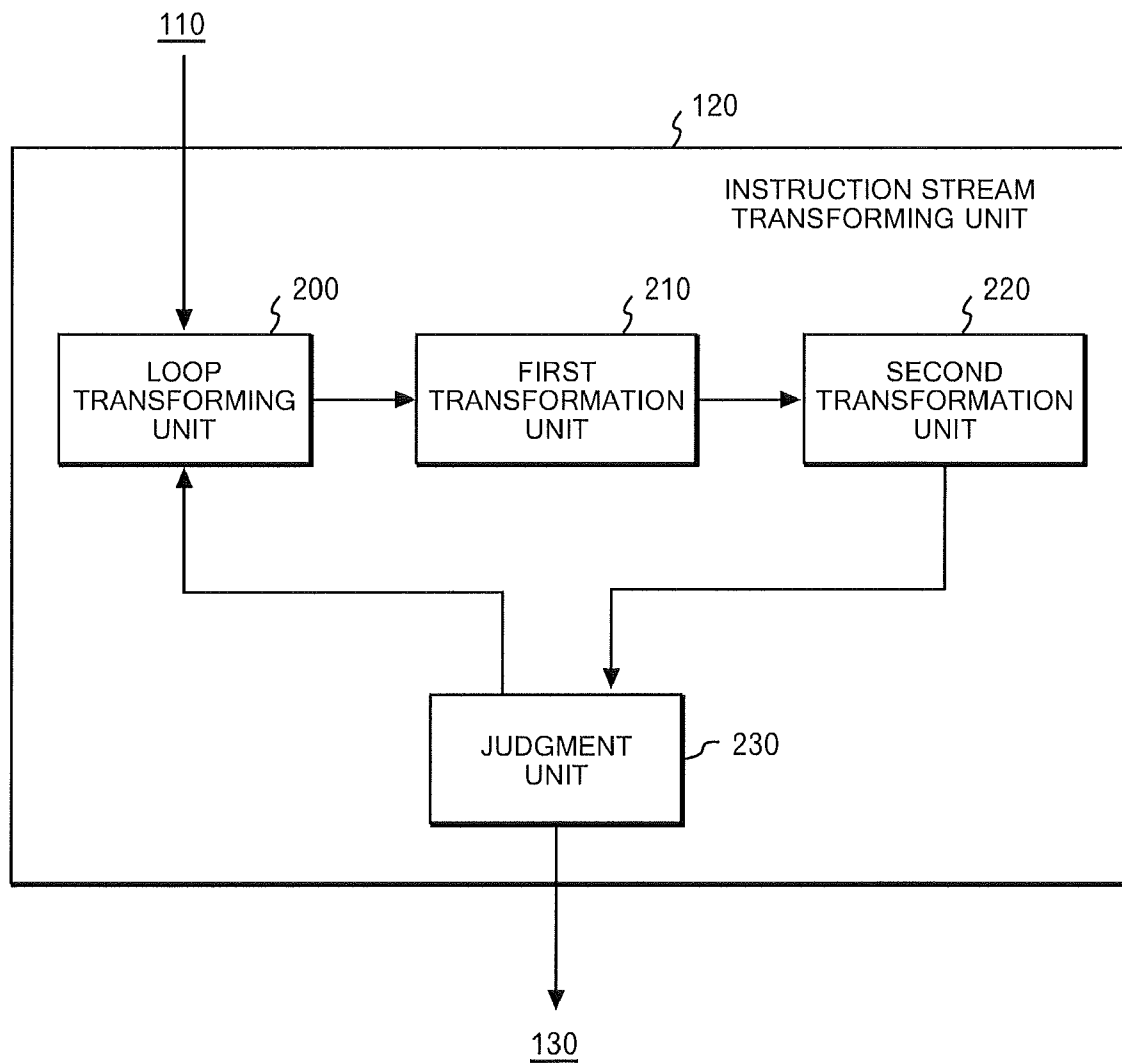 110
120
INSTRUCTION STREAM
TRANSFORMING UNIT
200
210
220
LOOP
TRANSFORMING
UNIT
FIRST
TRANSFORMATION
UNIT
SECOND
TRANSFORMATION
UNIT
JUDGMENT
UNIT
230
130